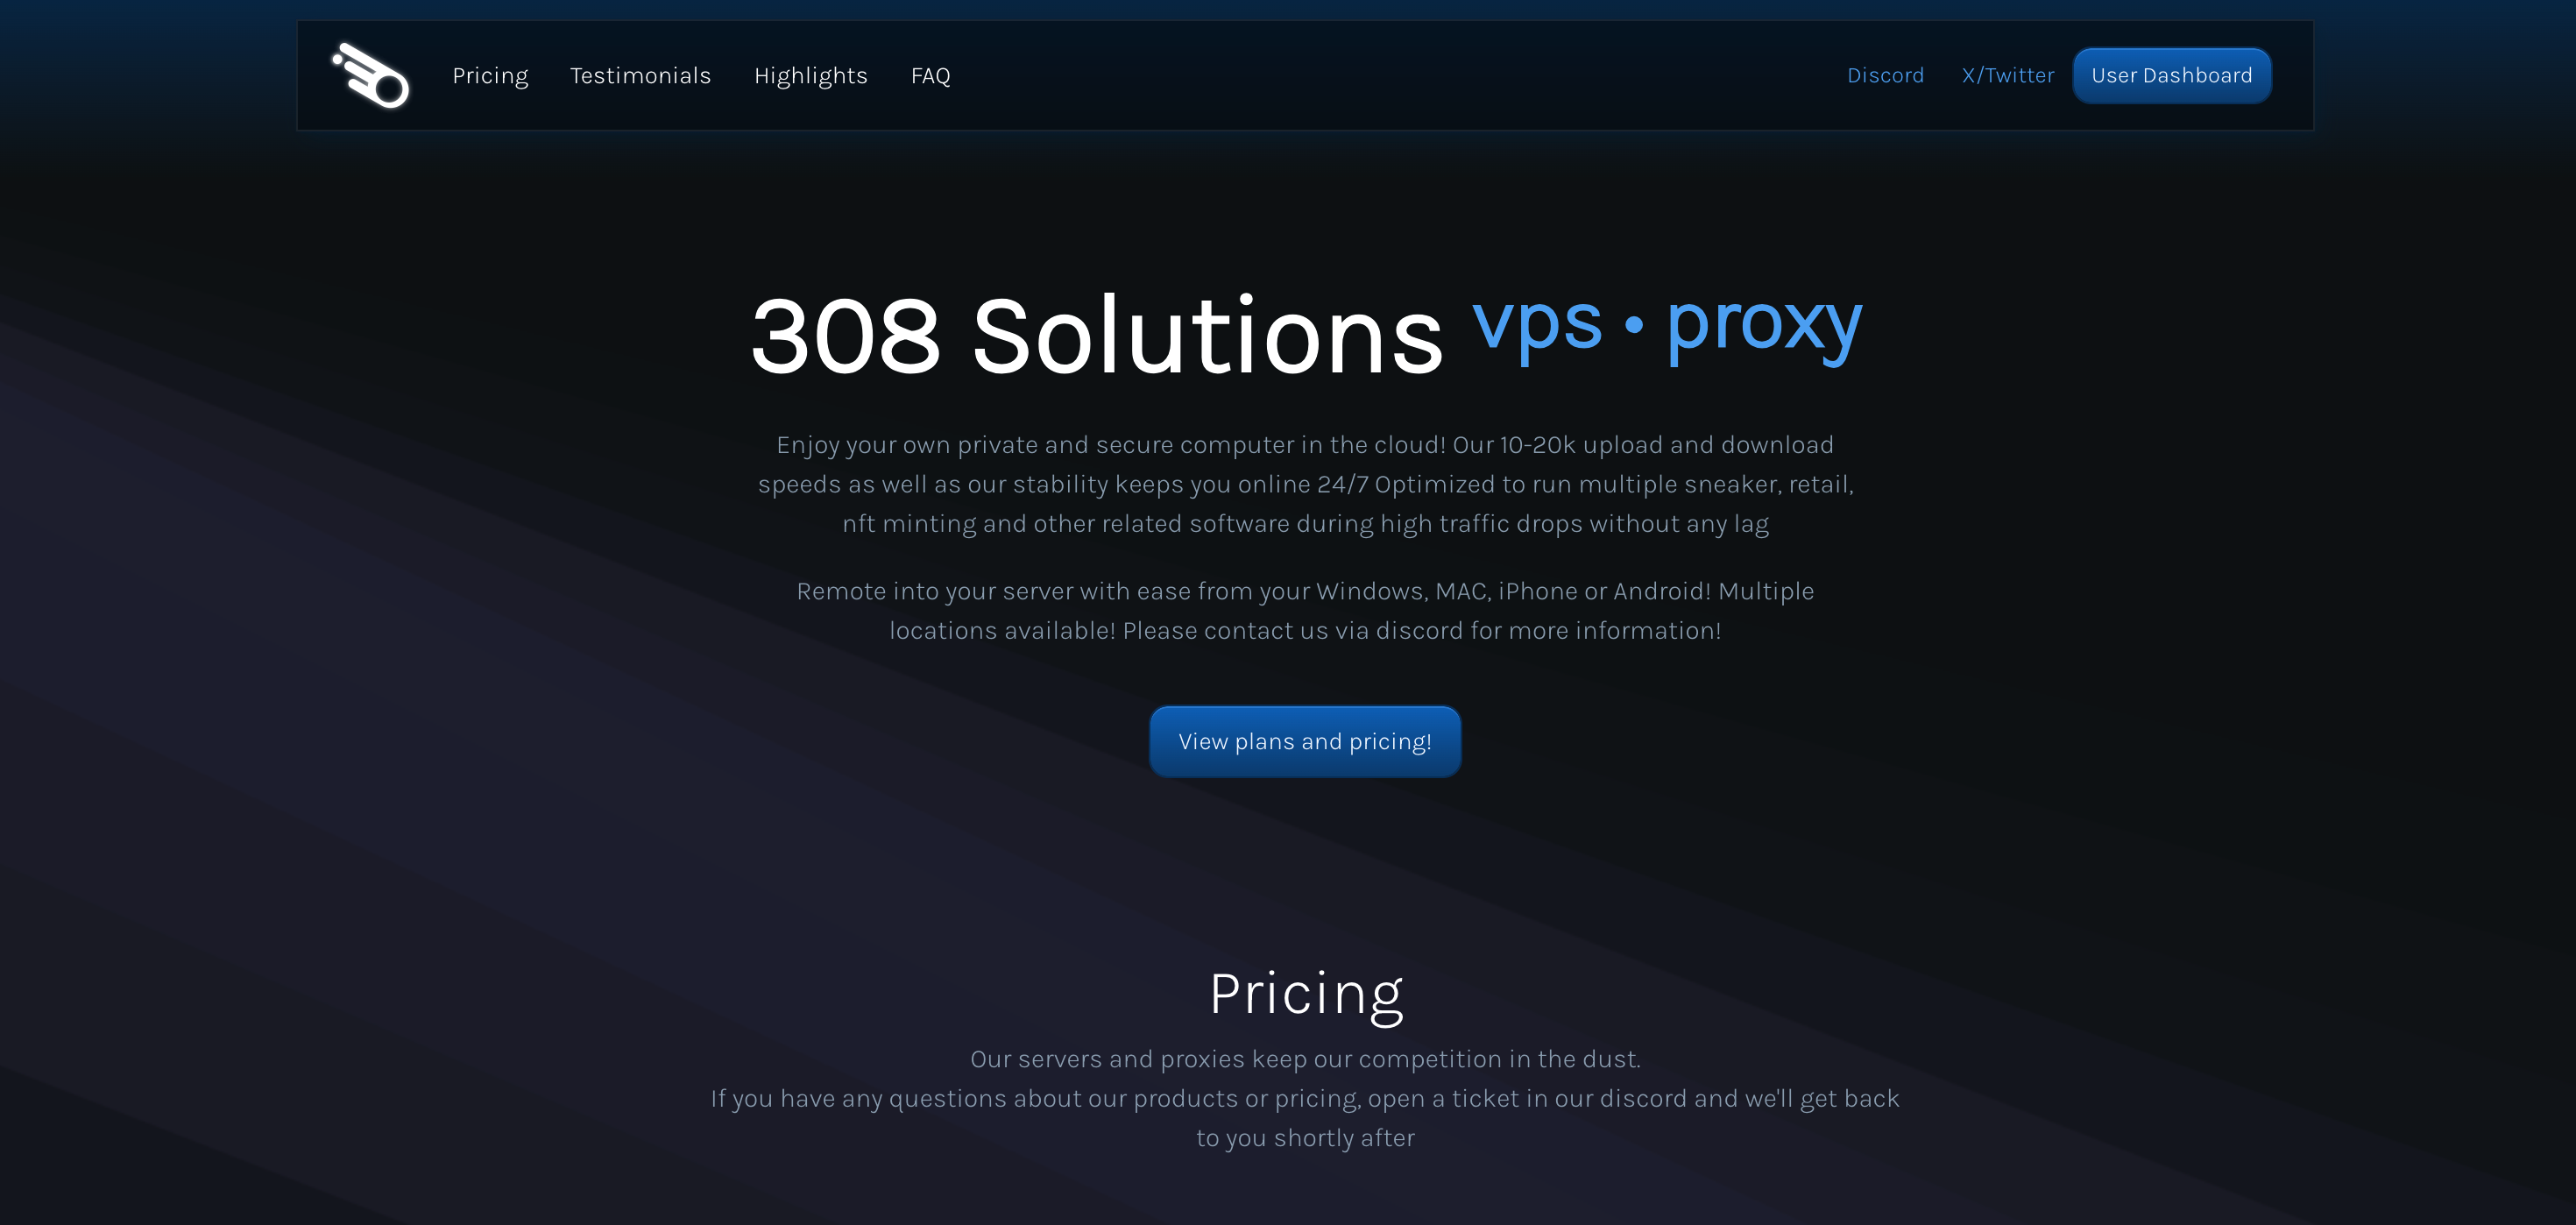 Pricing Testimonials Highlights FAQ Discord X/Twitter User Dashboard
308 Solutions vps • proxy
Enjoy your own private and secure computer in the cloud! Our 10-20k upload and download
speeds as well as our stability keeps you online 24/7 Optimized to run multiple sneaker, retail,
nft minting and other related software during high traffic drops without any lag
Remote into your server with ease from your Windows, MAC, iPhone or Android! Multiple
locations available! Please contact us via discord for more information!
View plans and pricing!
Pricing
Our servers and proxies keep our competition in the dust.
If you have any questions about our products or pricing, open a ticket in our discord and we'll get back
to you shortly after